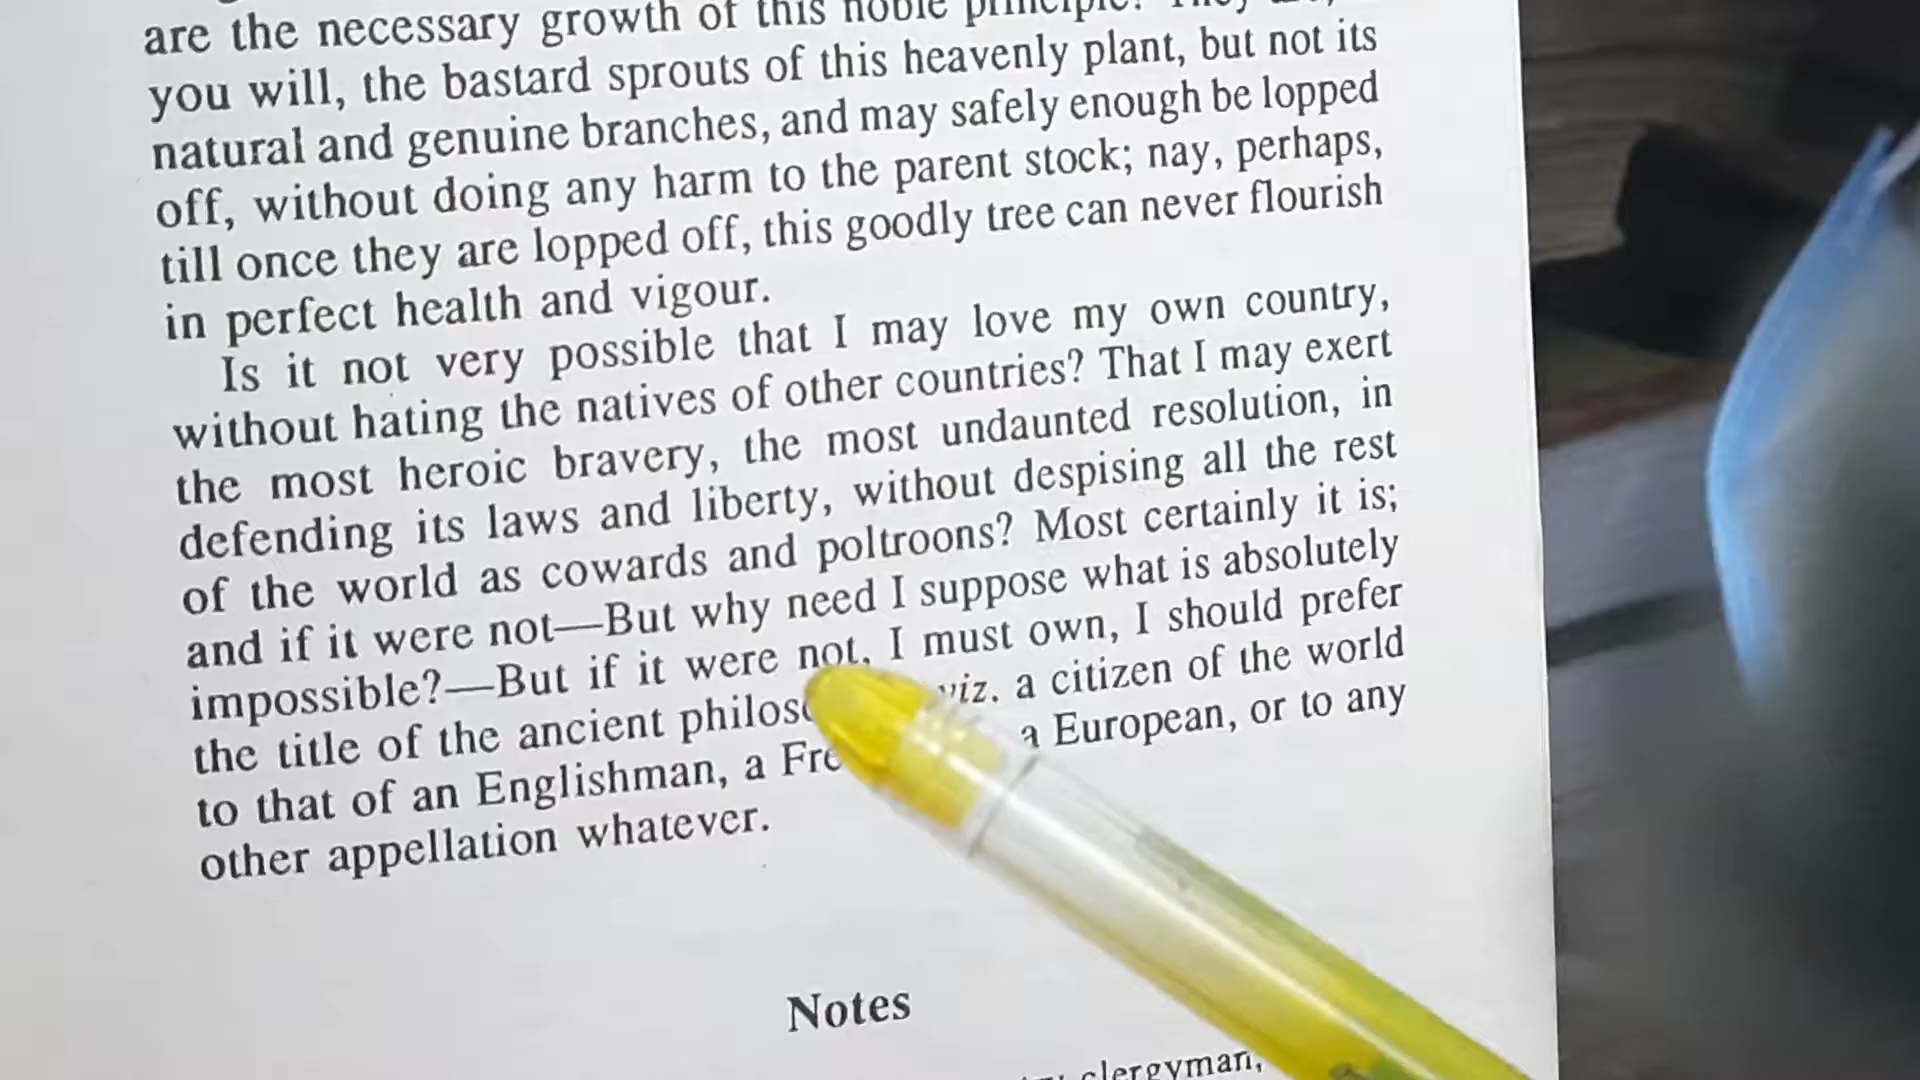 are the necessary growth of this noble principle? They
you will, the bastard sprouts of this heavenly plant, but not its
natural and genuine branches, and may safely enough be lopped
off, without doing any harm to the parent stock; nay, perhaps,
till once they are lopped off, this goodly tree can never flourish
in perfect health and vigour.
Is it not very possible that I may love my own country,
without hating the natives of other countries? That I may exert
the most heroic bravery, the most undaunted resolution, in
defending its laws and liberty, without despising all the rest
of the world as cowards and poltroons? Most certainly it is;
and if it were not—But why need I suppose what is absolutely
impossible?—But if it were not, I must own, I should prefer
the title of the ancient viz. a citizen of the world
to that of an Englishman, a a European, or to any
other appellation whatever.
Notes
clergyman,